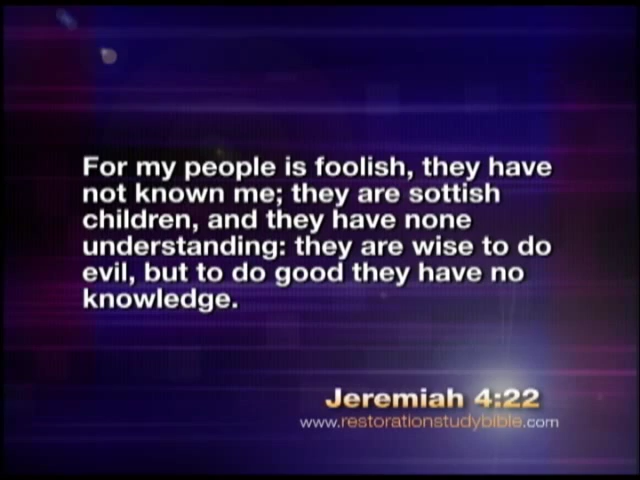 For my people is foolish, they have
not known me; they are sottish
children, and they have none
understanding: they are wise to do
evil, but to do good they have no
knowledge.
Jeremiah 4:22
www.restorationstudybible.com